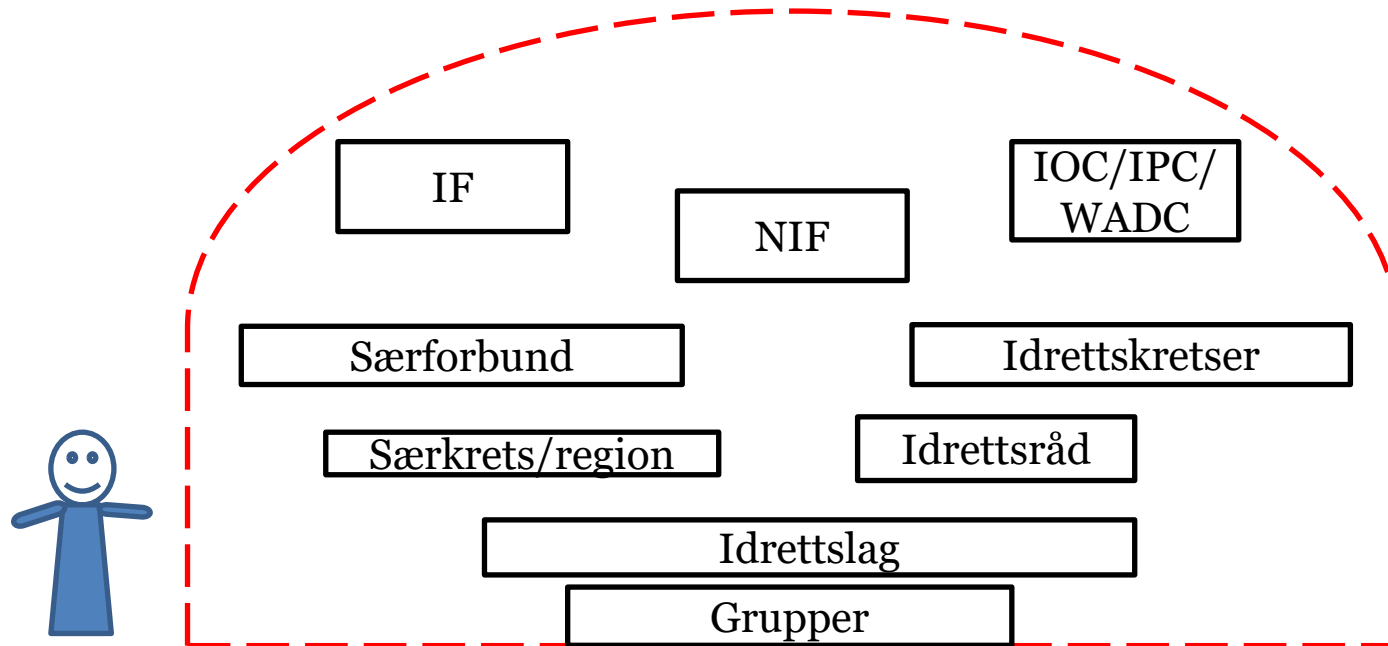 IF
IOC/IPC/
WADC
NIF
Særforbund
Idrettskretser
Særkrets/region
Idrettsråd
Idrettslag
Grupper